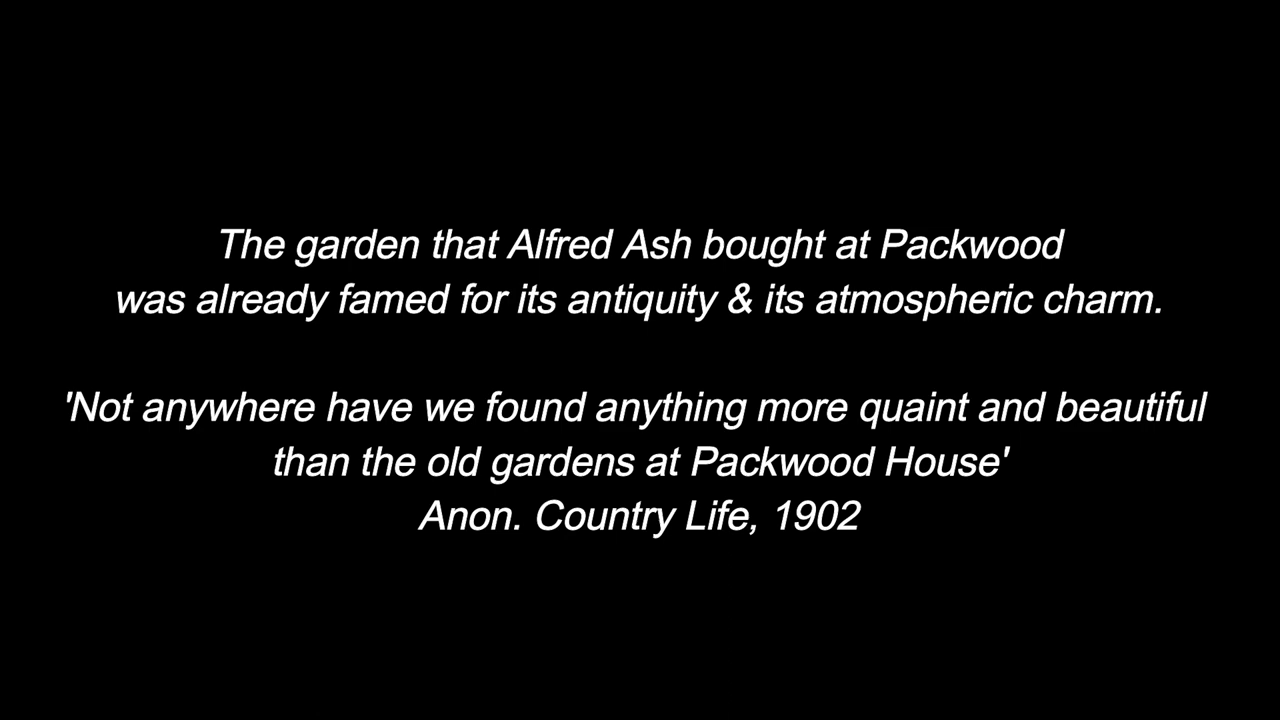 The garden that Alfred Ash bought at Packwood
was already famed for its antiquity & its atmospheric charm.
'Not anywhere have we found anything more quaint and beautiful
than the old gardens at Packwood House'
Anon. Country Life, 1902